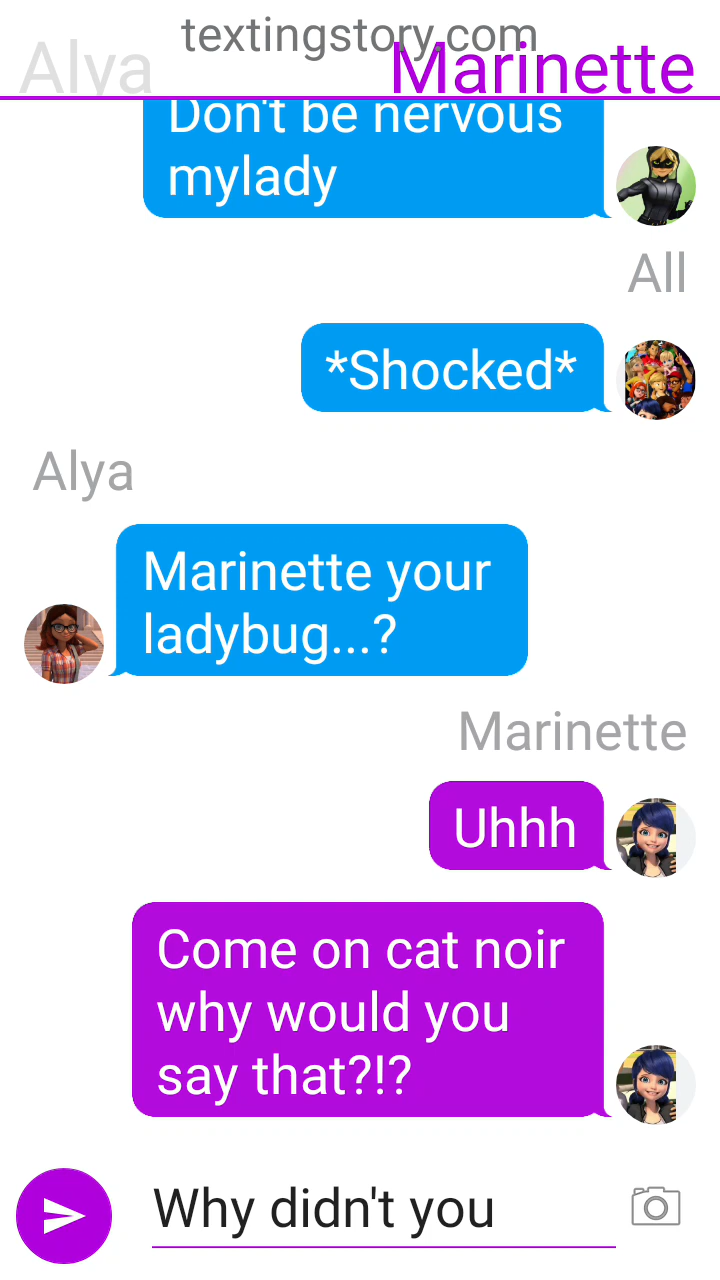 textingstory.com
Alya Marinette
Don't be nervous
mylady
All
*Shocked*
Alya
Marinette your
ladybug...?
Marinette
Uhhh
Come on cat noir
why would you
say that?!?
Why didn't you